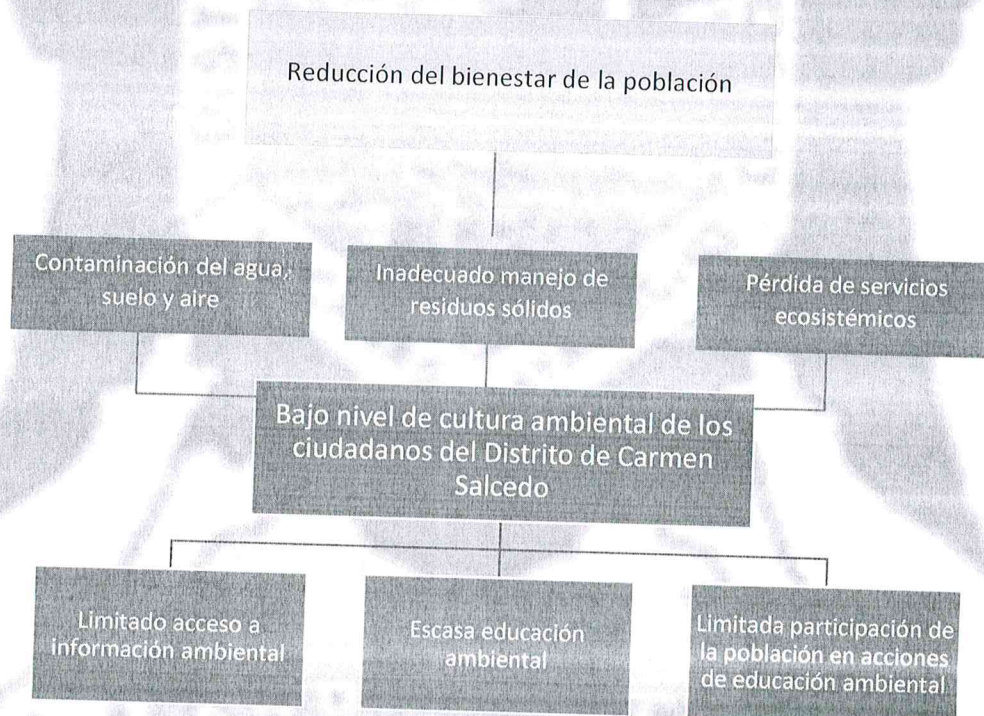 Reducción del bienestar de la población
Contaminación del agua,
suelo y aire
Inadecuado manejo de
residuos sólidos
Pérdida de servicios
ecosistémicos
Bajo nivel de cultura ambiental de los
ciudadanos del Distrito de Carmen
Salcedo
Limitado acceso a
información ambiental
Escasa educación
ambiental
Limitada participación de
la población en acciones
de educación ambiental